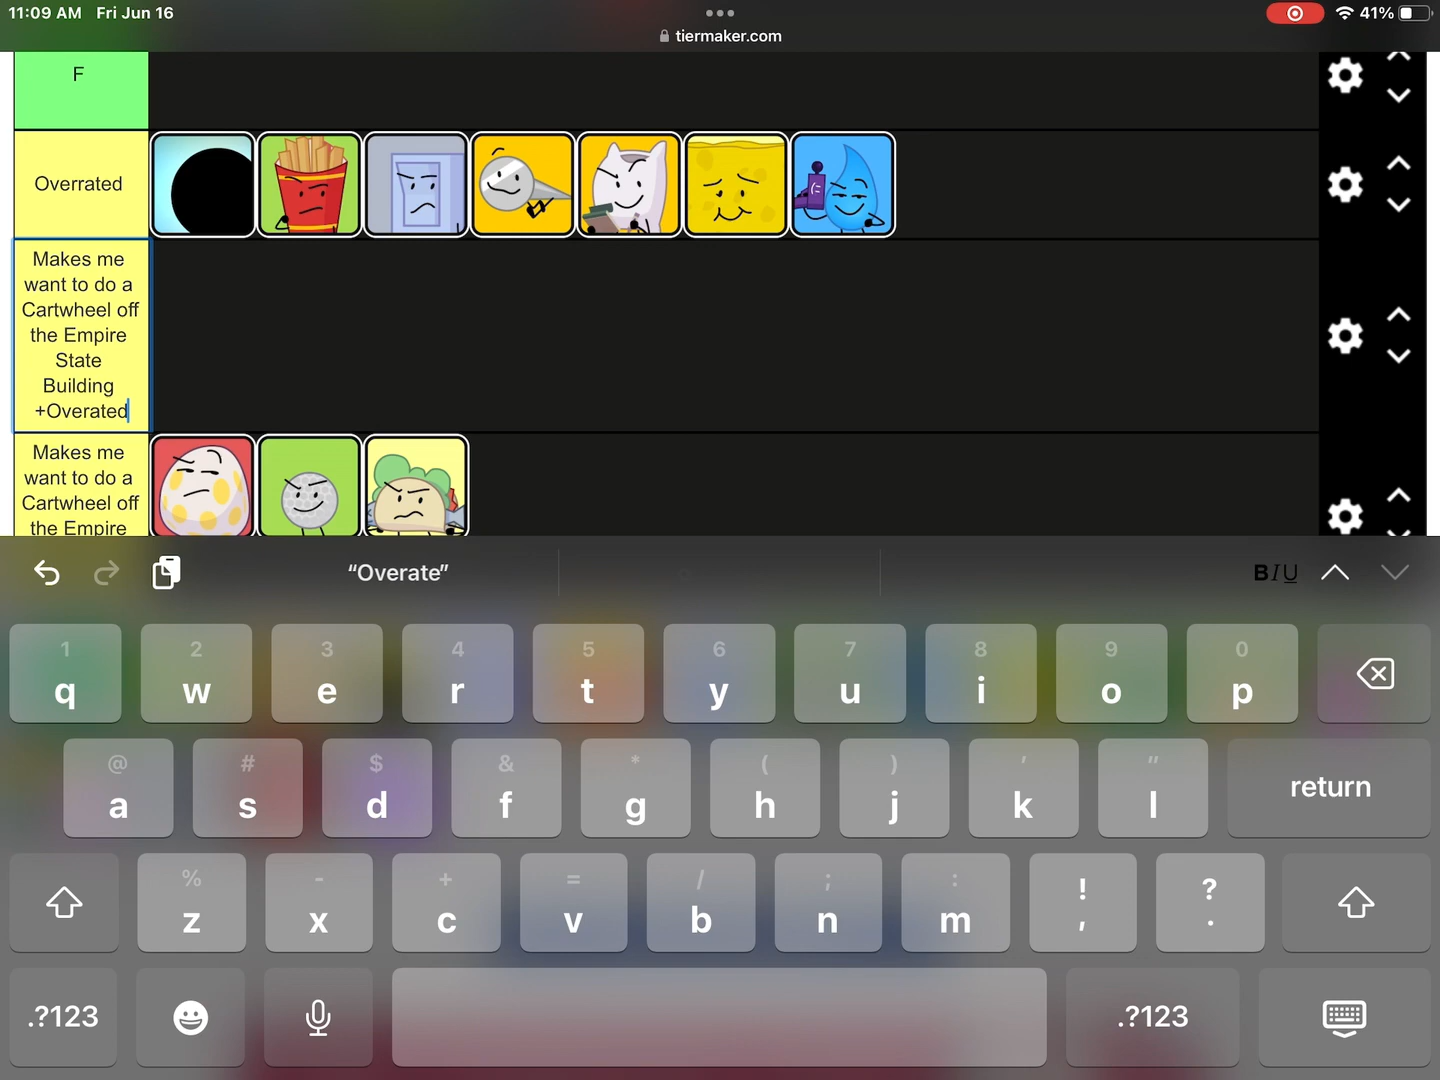 11:09 AM Fri Jun 16
41%
tiermaker.com
F
Overrated
Makes me
want to do a
Cartwheel off
the Empire
State
Building
+Overated
Makes me
want to do a
Cartwheel off
the Empire
“Overate”
BIU
1 2 3 4 5 6 7 8 9 0
q w e r t y u i o p
@ # $ & * ( ) ' "
a s d f g h j k l return
% - + = / ; : ! ?
z x c v b n m , .
.?123 .?123